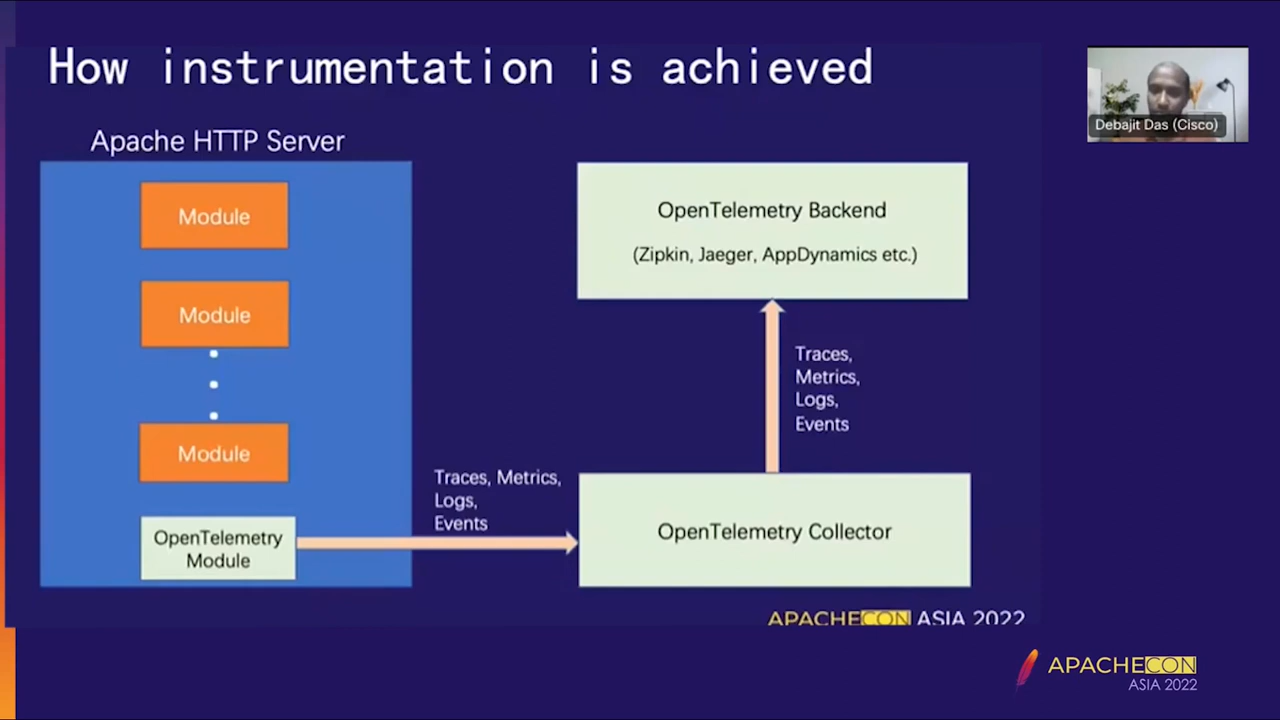 How instrumentation is achieved
Debajit Das (Cisco)
Apache HTTP Server
Module
Module
Module
OpenTelemetry
Module
Traces, Metrics,
Logs,
Events
OpenTelemetry Backend
(Zipkin, Jaeger, AppDynamics etc.)
Traces,
Metrics,
Logs,
Events
OpenTelemetry Collector
APACHECON ASIA 2022
APACHECON
ASIA 2022